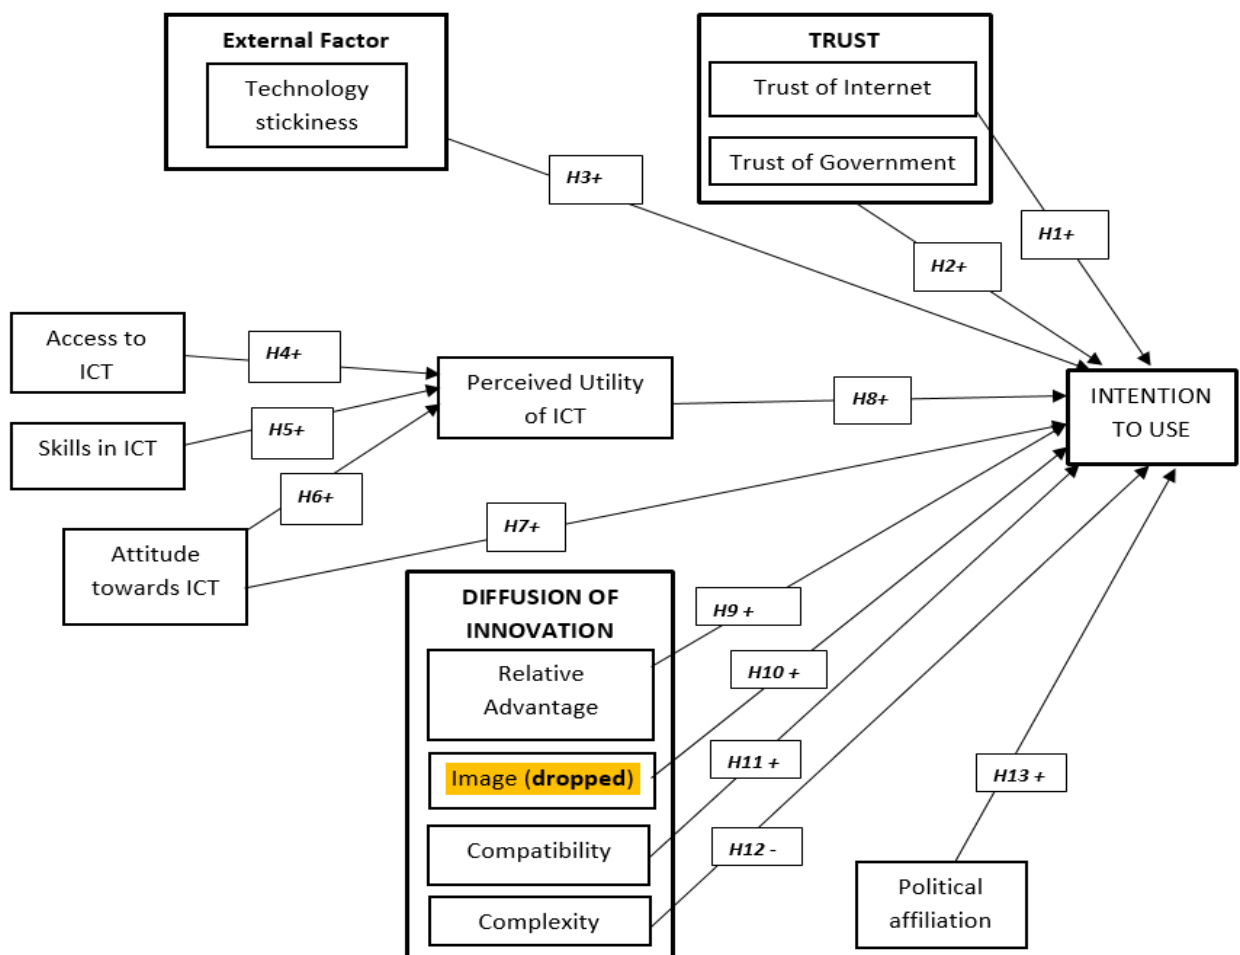 External Factor
Technology
stickiness
TRUST
Trust of Internet
Trust of Government
H3+
H1+
H2+
Access to
ICT
H4+
Skills in ICT
H5+
Attitude
towards ICT
H6+
Perceived Utility
of ICT
H8+
INTENTION
TO USE
H7+
DIFFUSION OF
INNOVATION
Relative
Advantage
Image (dropped)
Compatibility
Complexity
H9 +
H10 +
H11 +
H12 -
H13 +
Political
affiliation